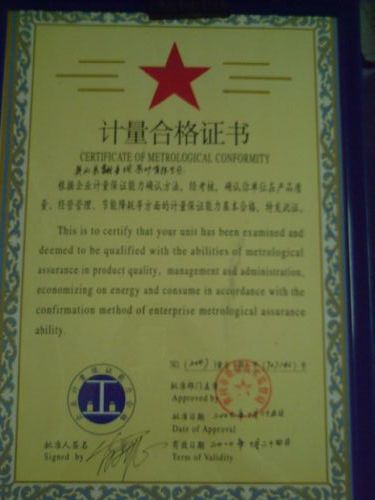 计量合格证书
CERTIFICATE OF METROLOGICAL CONFORMITY
根据企业计量保证能力确认方法，经考核，确认你单位在产品质
量、经营管理、节能降耗等方面的计量保证能力基本合格，特发此证。
This is to certify that your unit has been examined and
deemed to be qualified with the abilities of metrological
assurance in product quality, management and administration,
economizing on energy and consume in accordance with the
confirmation method of enterprise metrological assurance
ability.
批准部门盖章
Approved by
批准日期
Date of Approval
批准人签名
Signed by
有效日期
Term of Validity